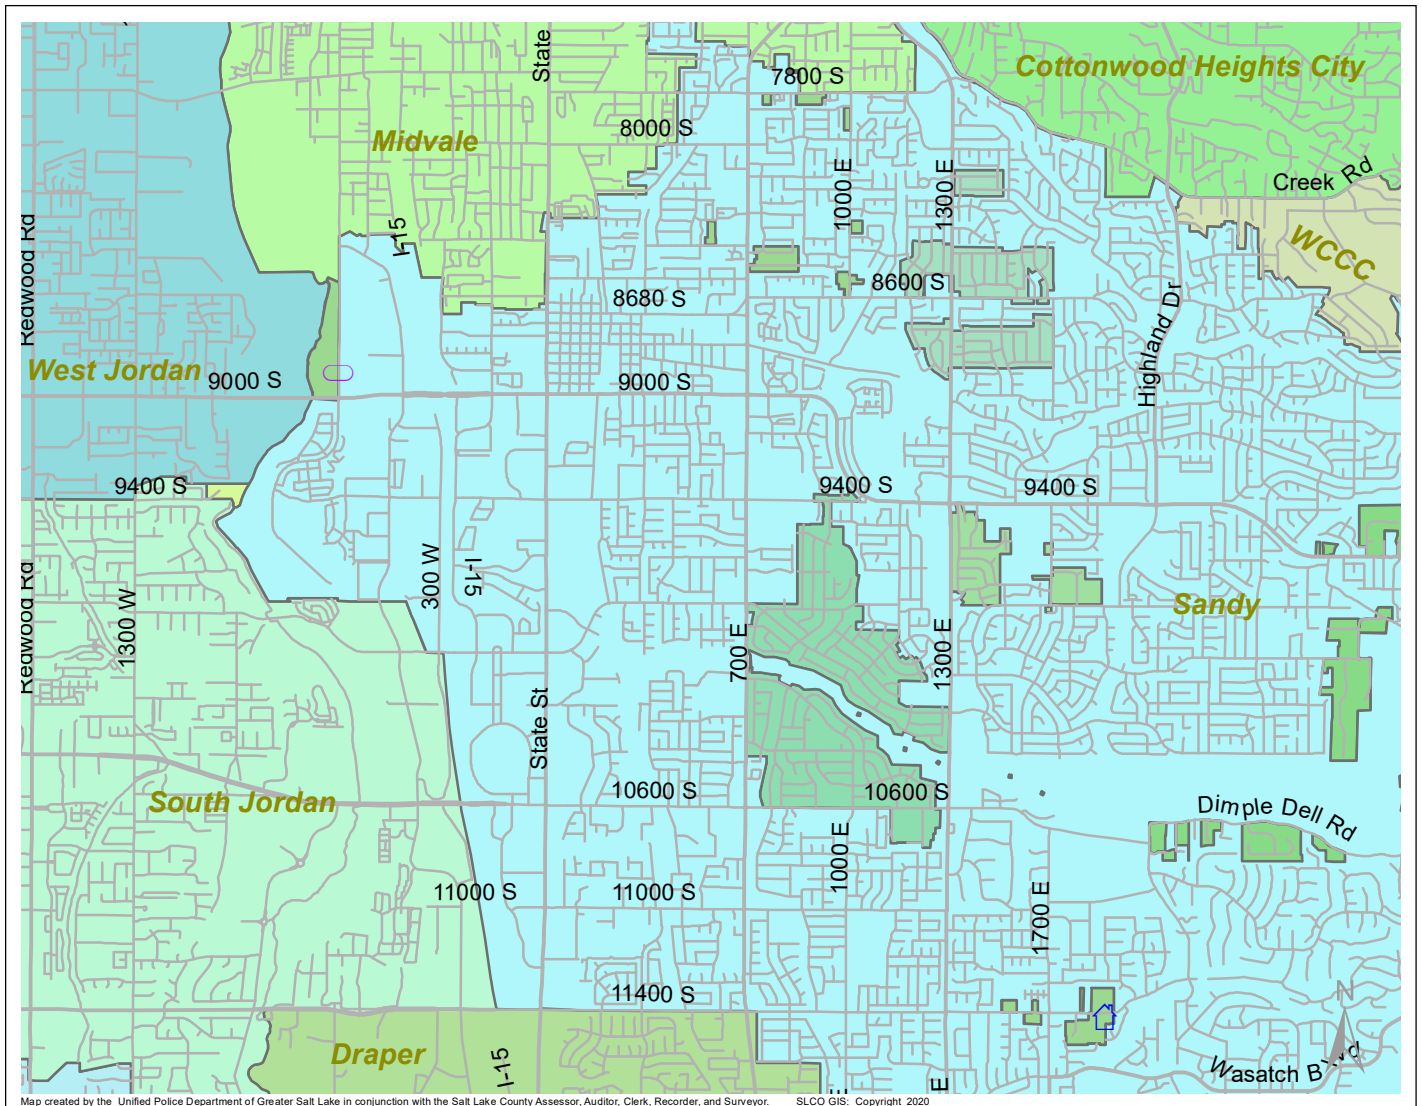 State
7800 S
Cottonwood Heights City
Midvale
8000 S
1000 E
1300 E
Creek Rd
I-15
Redwood Rd
WCCC
8600 S
8680 S
Highland Dr
West Jordan
9000 S
9000 S
9400 S
9400 S
9400 S
300 W
I-15
Redwood Rd
1300 W
Sandy
700 E
1300 E
State St
10600 S
10600 S
South Jordan
Dimple Dell Rd
1000 E
11000 S
11000 S
1700 E
11400 S
N
Draper
I-15
Wasatch Blvd
E
E
Map created by the Unified Police Department of Greater Salt Lake in conjunction with the Salt Lake County Assessor, Auditor, Clerk, Recorder, and Surveyor. SLCO GIS: Copyright 2020